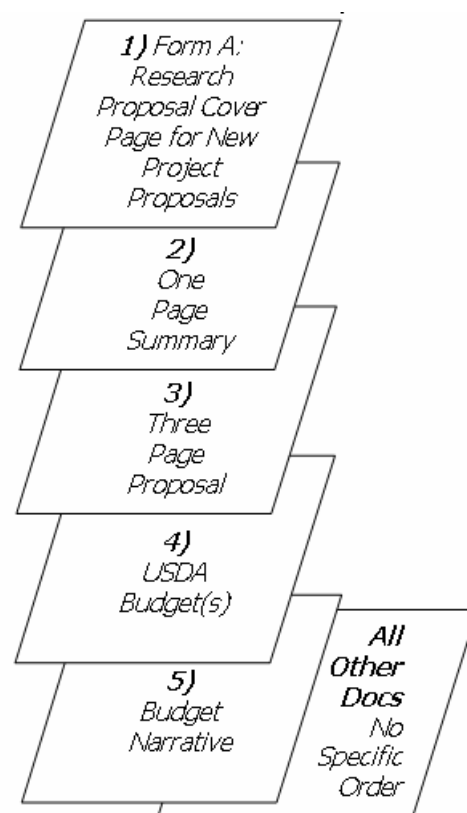 1) Form A:
Research
Proposal Cover
Page for New
Project
Proposals
2)
One
Page
Summary
3)
Three
Page
Proposal
4)
USDA
Budget(s)
5)
Budget
Narrative
All
Other
Docs
No
Specific
Order